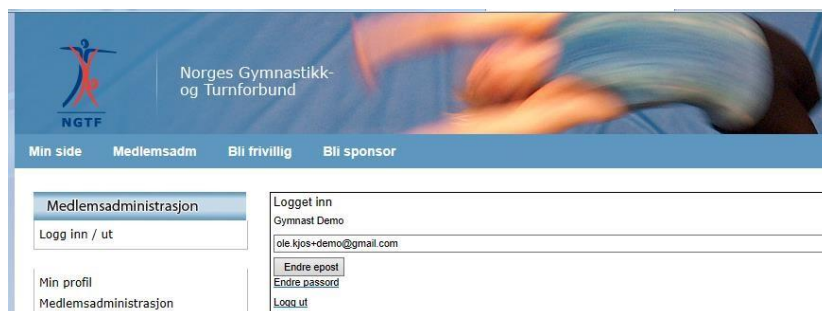 NGTF
Norges Gymnastikk-
og Turnforbund
Min side Medlemsadm Bli frivillig Bli sponsor
Medlemsadministrasjon
Logg inn / ut
Min profil
Medlemsadministrasjon
Logget inn
Gymnast Demo
ole.kjos+demo@gmail.com
Endre epost
Endre passord
Logg ut